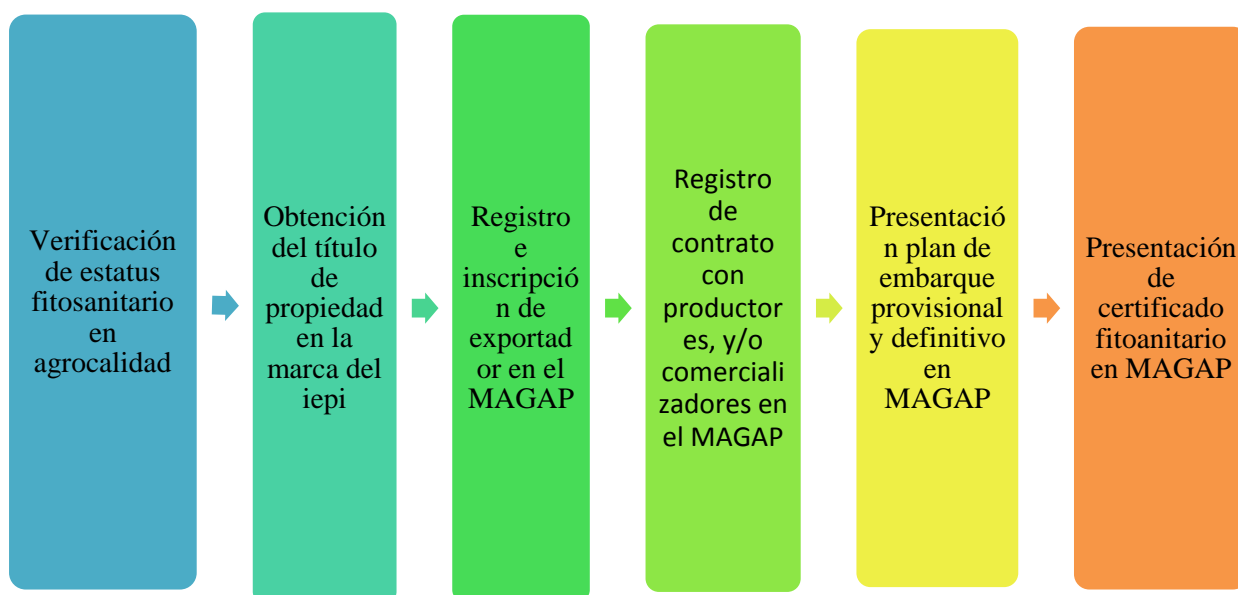 Verificación
de estatus
fitosanitario
en
agrocalidad
Obtención
del título
de
propiedad
en la
marca del
iepi
Registro
e
inscripció
n de
exportad
or en el
MAGAP
Registro
de
contrato
con
productor
es, y/o
comerciali
zadores en
el MAGAP
Presentació
n plan de
embarque
provisional
y definitivo
en
MAGAP
Presentación
de
certificado
fitoanitario
en MAGAP